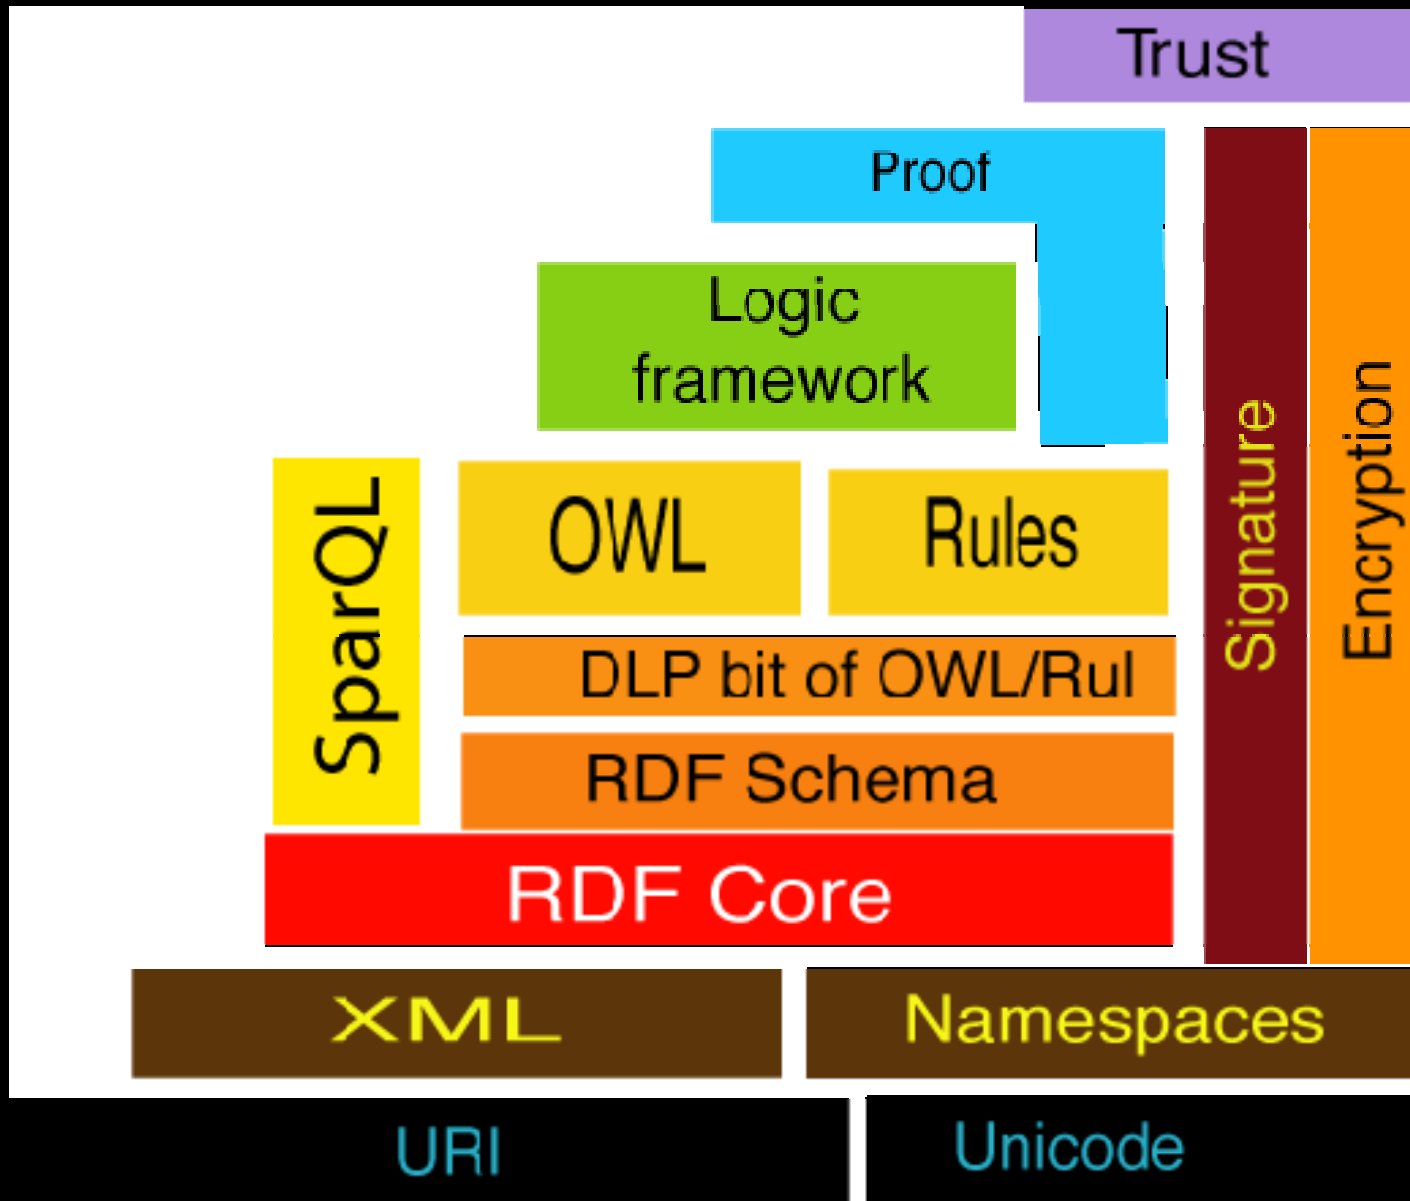 Trust
Proof
Logic
framework
SparQL
OWL
Rules
Signature
Encryption
DLP bit of OWL/Rul
RDF Schema
RDF Core
XML
Namespaces
URI
Unicode